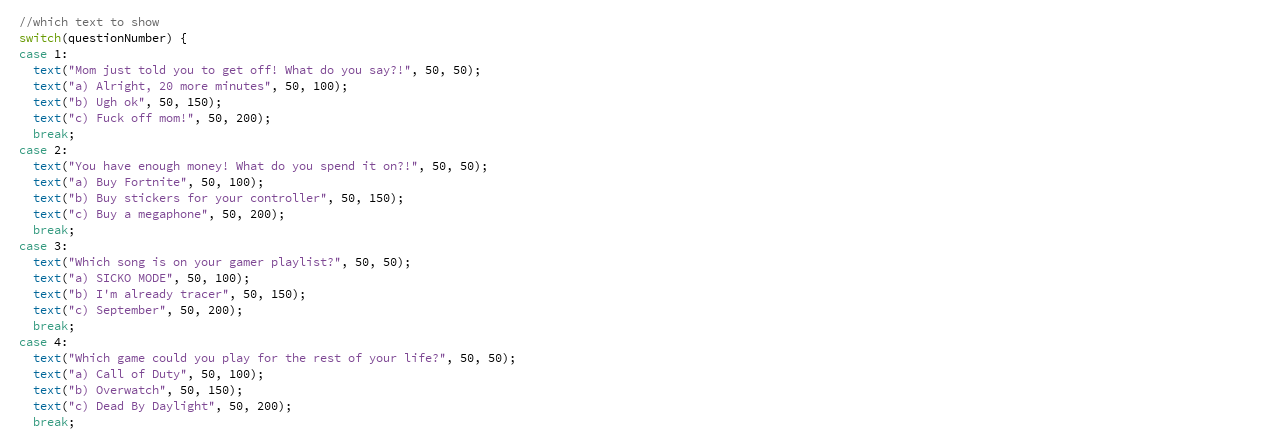 //which text to show
switch(questionNumber) {
case 1:
  text("Mom just told you to get off! What do you say?!", 50, 50);
  text("a) Alright, 20 more minutes", 50, 100);
  text("b) Ugh ok", 50, 150);
  text("c) Fuck off mom!", 50, 200);
  break;
case 2:
  text("You have enough money! What do you spend it on?!", 50, 50);
  text("a) Buy Fortnite", 50, 100);
  text("b) Buy stickers for your controller", 50, 150);
  text("c) Buy a megaphone", 50, 200);
  break;
case 3:
  text("Which song is on your gamer playlist?", 50, 50);
  text("a) SICKO MODE", 50, 100);
  text("b) I'm already tracer", 50, 150);
  text("c) September", 50, 200);
  break;
case 4:
  text("Which game could you play for the rest of your life?", 50, 50);
  text("a) Call of Duty", 50, 100);
  text("b) Overwatch", 50, 150);
  text("c) Dead By Daylight", 50, 200);
  break;